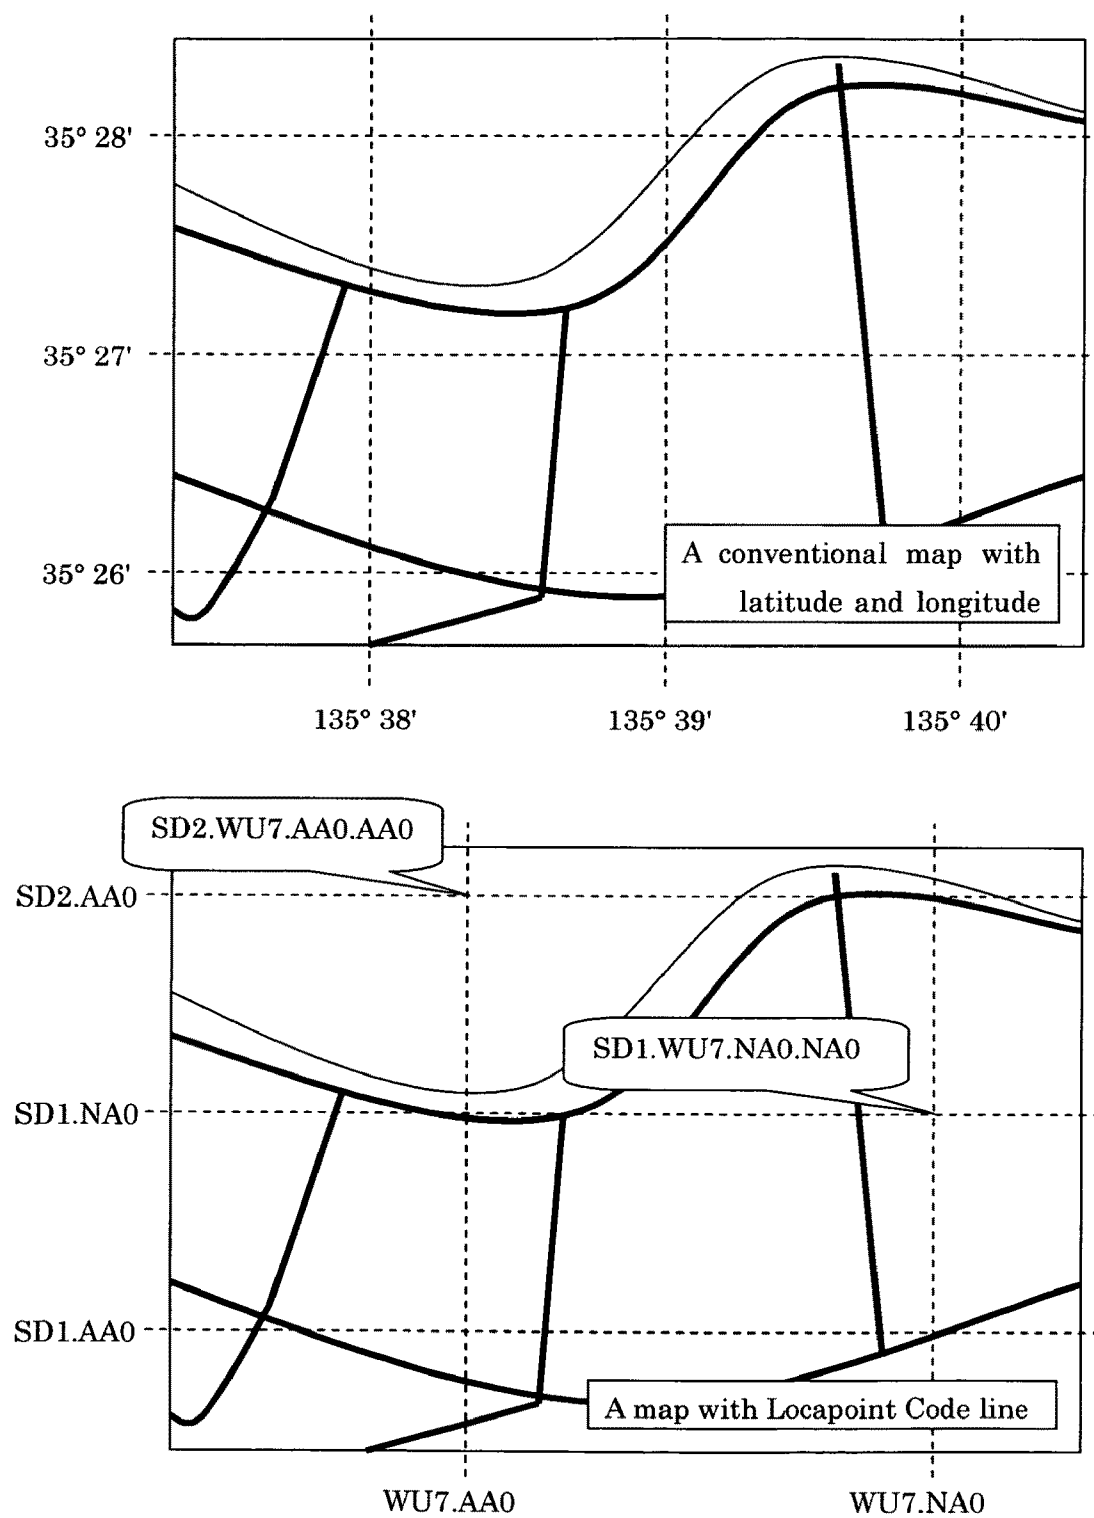 35° 28'
35° 27'
35° 26'
A conventional map with
latitude and longitude
135° 38'
135° 39'
135° 40'
SD2.WU7.AA0.AA0
SD2.AA0
SD1.WU7.NA0.NA0
SD1.NA0
SD1.AA0
A map with Locapoint Code line
WU7.AA0
WU7.NA0